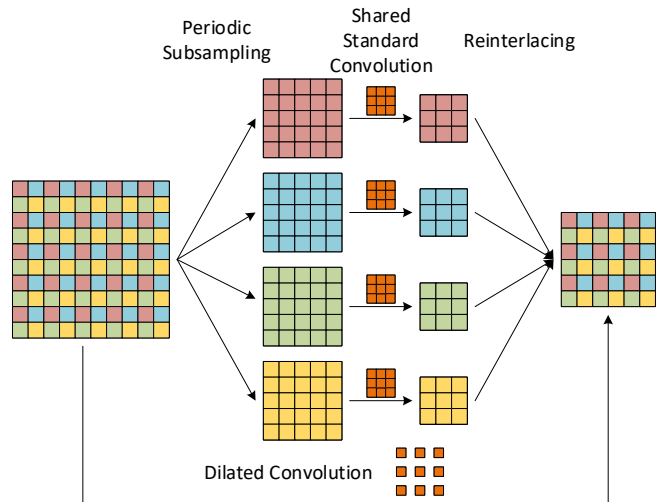 Periodic
Subsampling
Shared
Standard
Convolution
Reinterlacing
Dilated Convolution